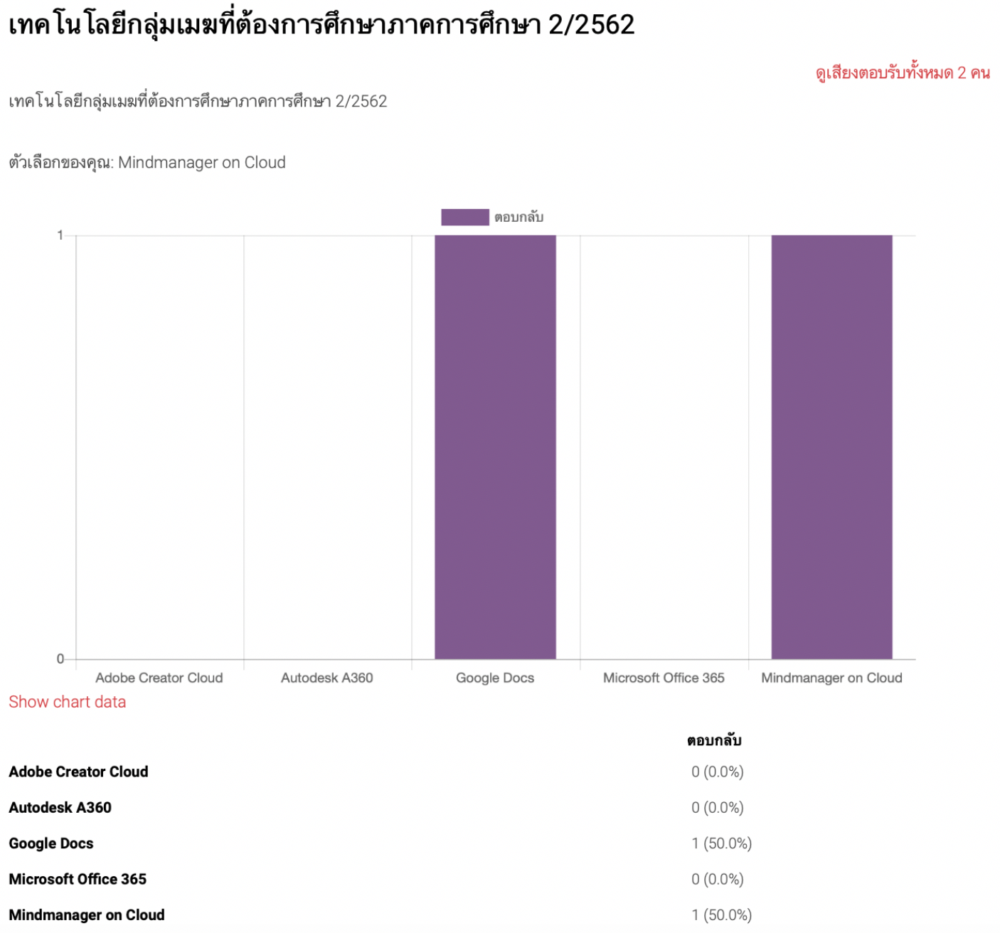 เทคโนโลยีกลุ่มเมฆที่ต้องการศึกษาภาคการศึกษา 2/2562
ดูเสียงตอบรับทั้งหมด 2 คน
เทคโนโลยีกลุ่มเมฆที่ต้องการศึกษาภาคการศึกษา 2/2562
ตัวเลือกของคุณ: Mindmanager on Cloud
ตอบกลับ
1
0
Adobe Creator Cloud Autodesk A360 Google Docs Microsoft Office 365 Mindmanager on Cloud
Show chart data
ตอบกลับ
Adobe Creator Cloud 0 (0.0%)
Autodesk A360 0 (0.0%)
Google Docs 1 (50.0%)
Microsoft Office 365 0 (0.0%)
Mindmanager on Cloud 1 (50.0%)